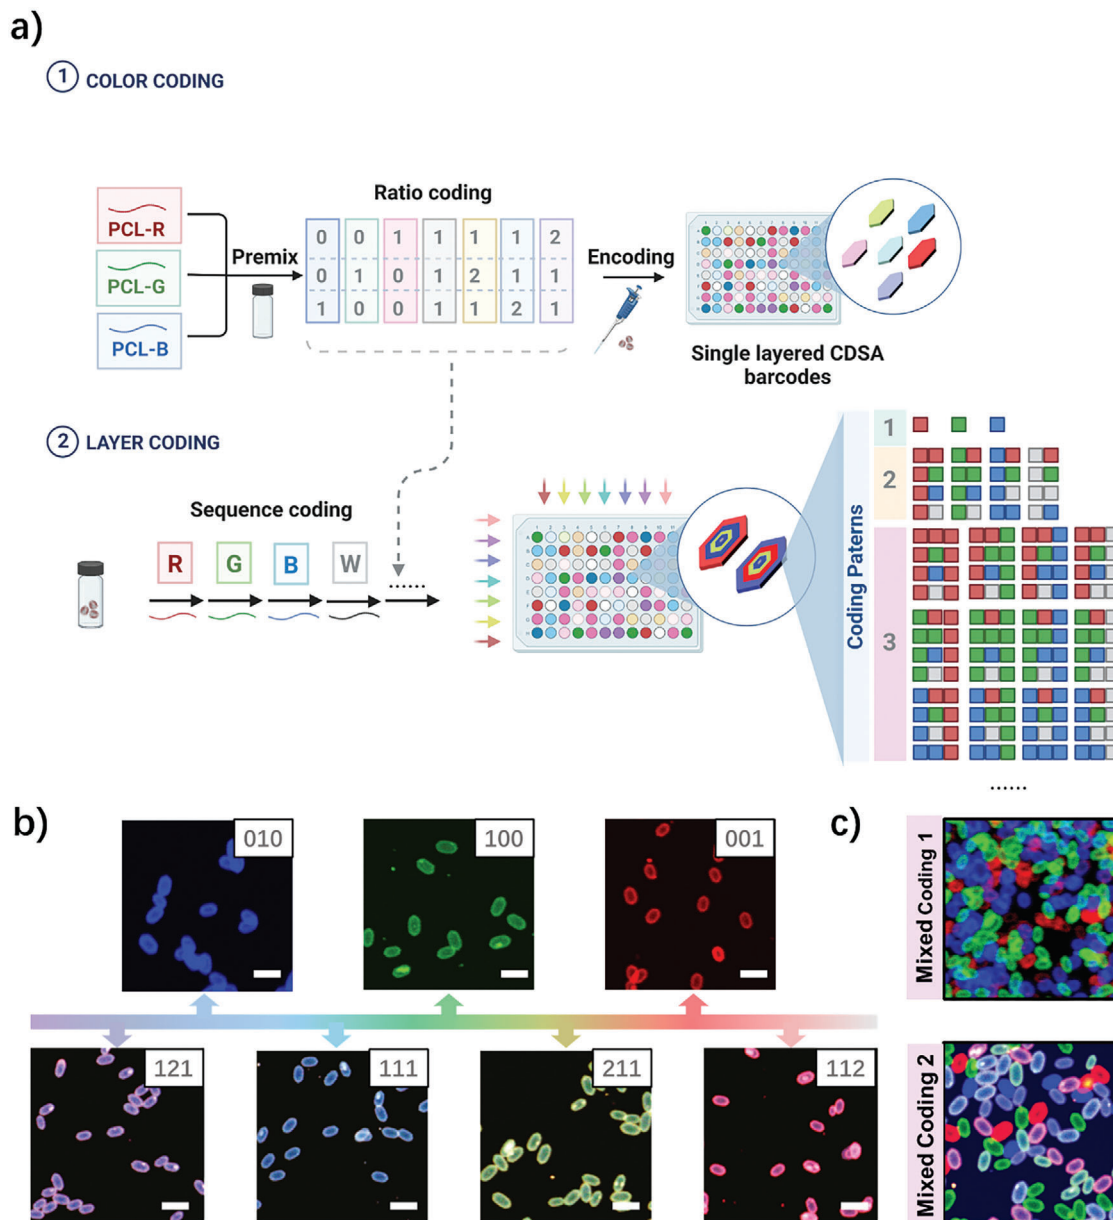 a)
1 COLOR CODING
Ratio coding
PCL-R
PCL-G
PCL-B
Premix
0 0 1 1 1 1 2
0 1 0 1 2 1 1
1 0 0 1 1 2 1
Encoding
Single layered CDSA
barcodes
2 LAYER CODING
Sequence coding
R G B W
......
Coding Paterns
1
2
3
......
b)
010
100
001
121
111
211
112
c)
Mixed Coding 1
Mixed Coding 2